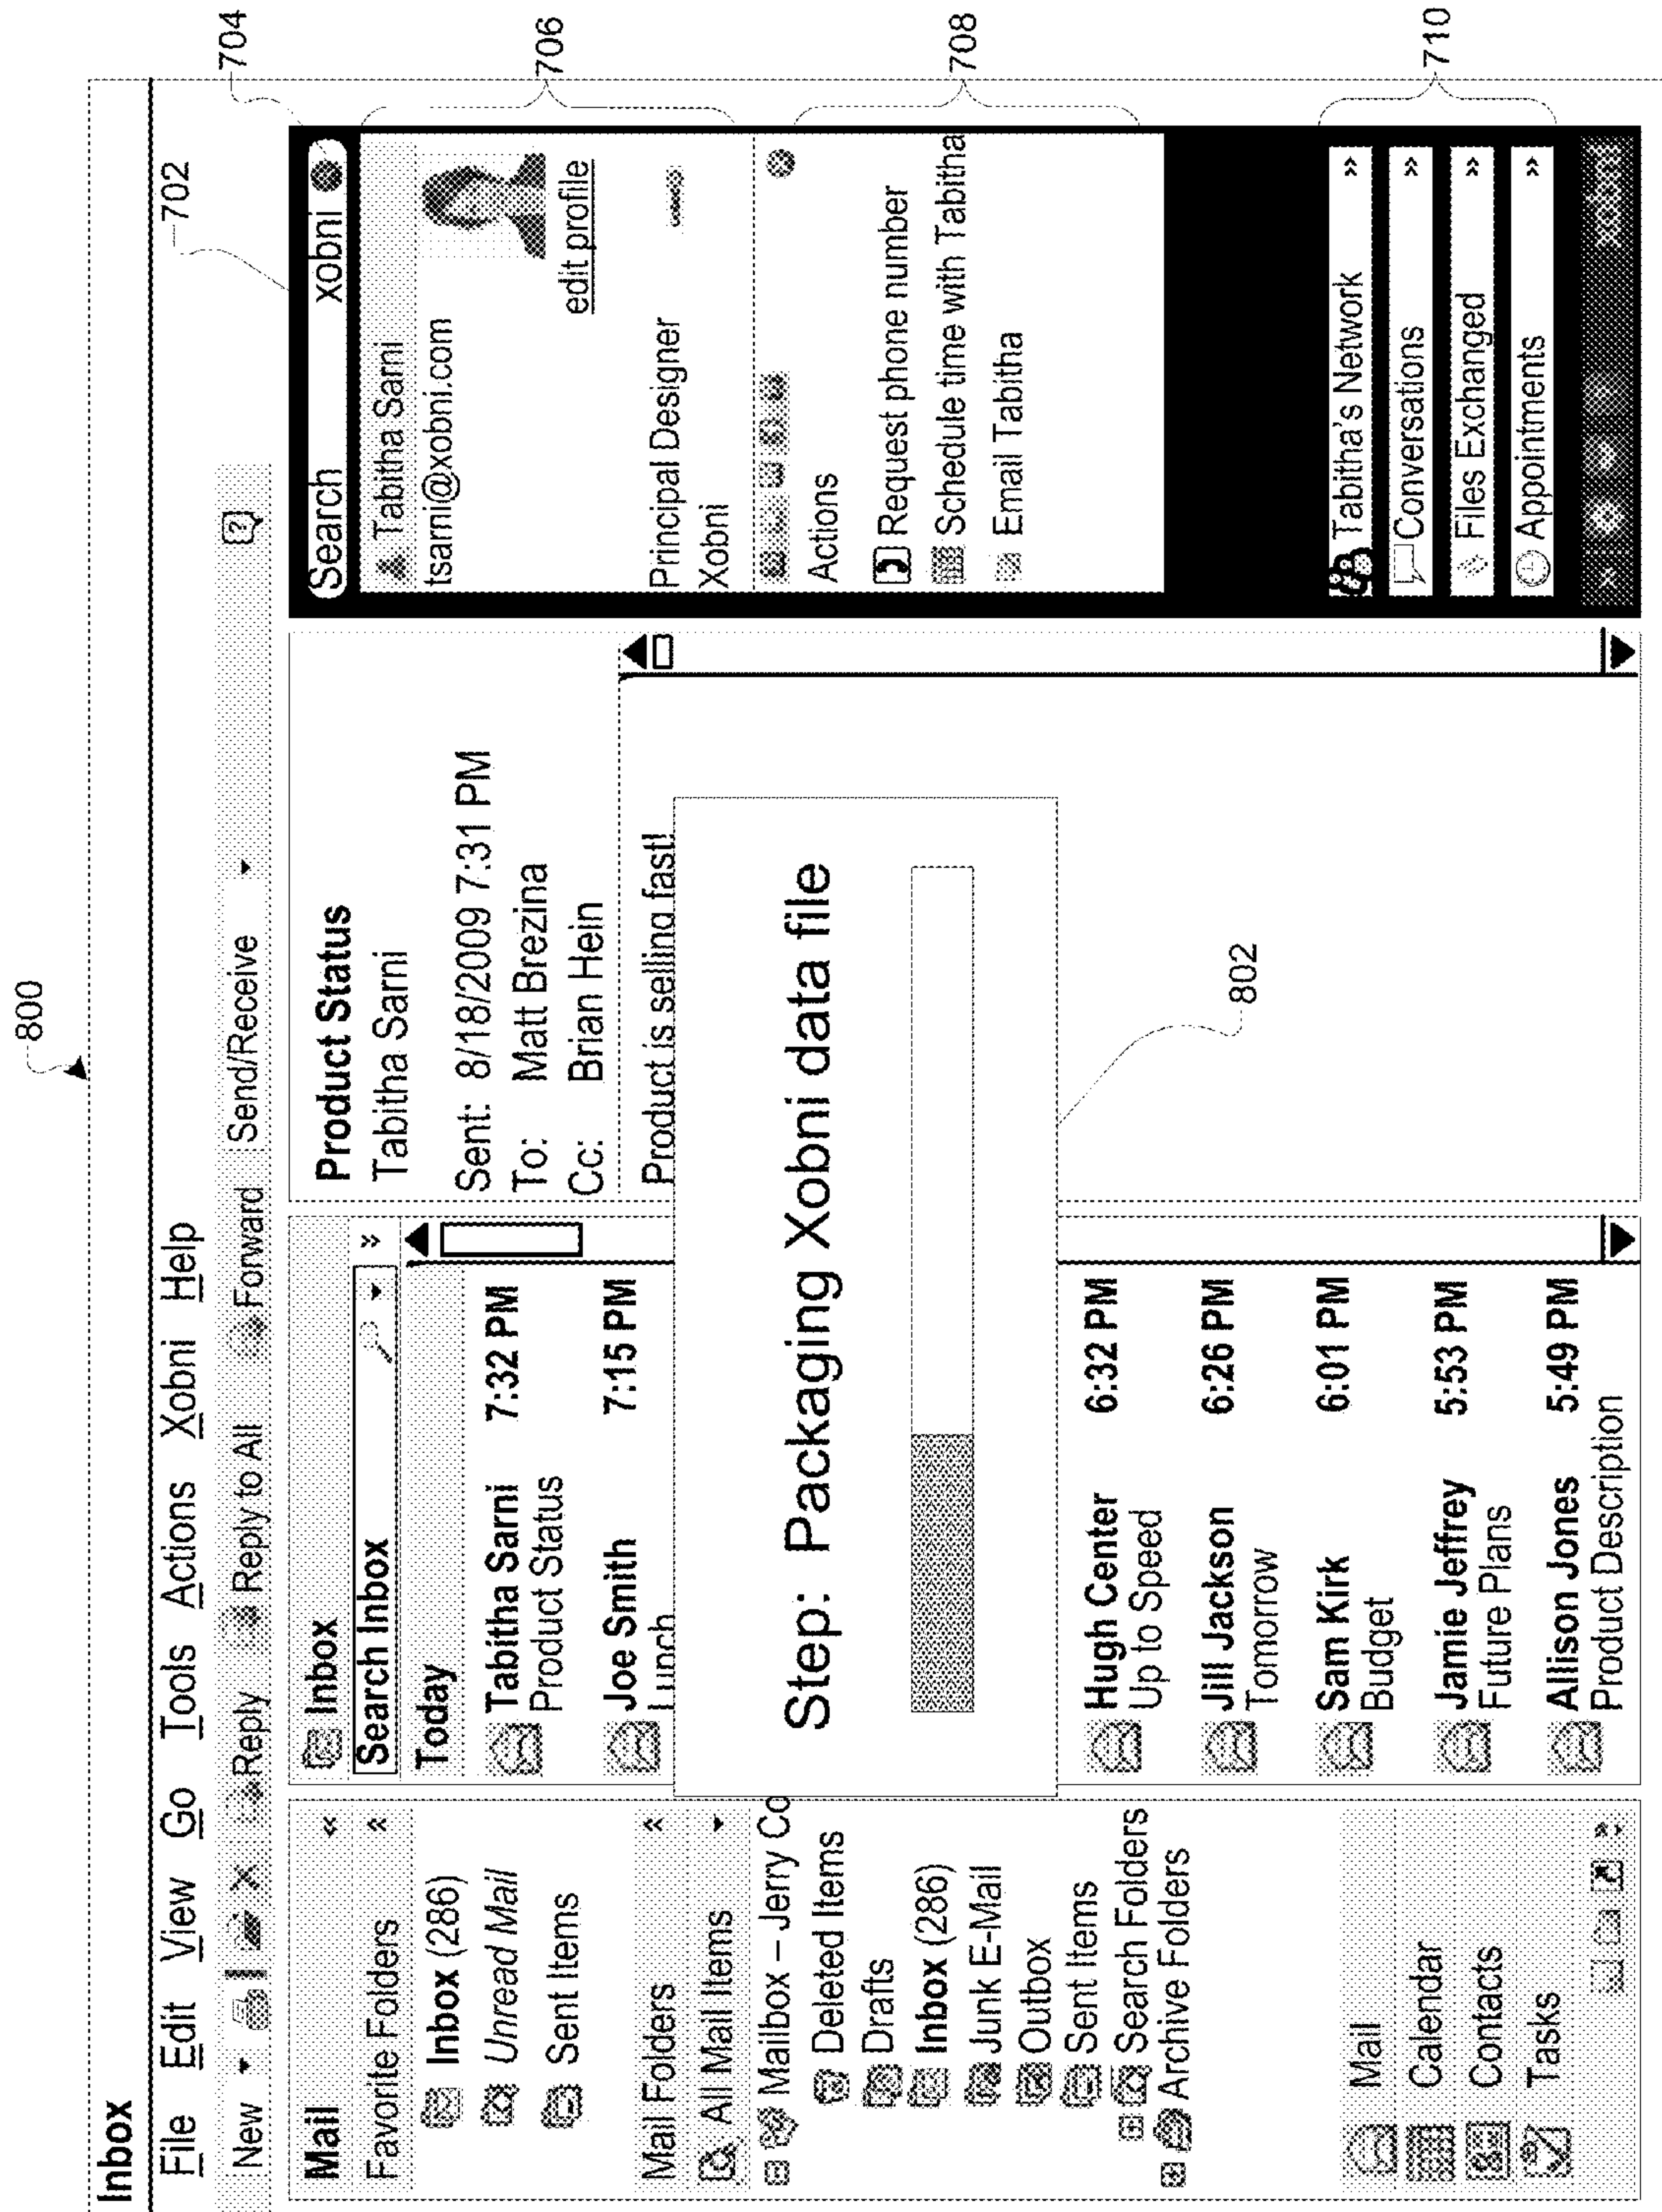 800
Inbox
File Edit View Go Tools Actions Xobni Help
New Reply Reply to All Forward Send/Receive
702
704
706
708
710
Mail
Favorite Folders
Inbox (286)
Unread Mail
Sent Items
Mail Folders
All Mail Items
Mailbox – Jerry Co
Deleted Items
Drafts
Inbox (286)
Junk E-Mail
Outbox
Sent Items
Search Folders
Archive Folders
Mail
Calendar
Contacts
Tasks
Inbox
Search Inbox
Today
Tabitha Sarni 7:32 PM
Product Status
Joe Smith 7:15 PM
Lunch
Hugh Center 6:32 PM
Up to Speed
Jill Jackson 6:26 PM
Tomorrow
Sam Kirk 6:01 PM
Budget
Jamie Jeffrey 5:53 PM
Future Plans
Allison Jones 5:49 PM
Product Description
Product Status
Tabitha Sarni
Sent: 8/18/2009 7:31 PM
To: Matt Brezina
Cc: Brian Hein
Product is selling fast!
Step: Packaging Xobni data file
802
Search xobni
Tabitha Sarni
tsarni@xobni.com
edit profile
Principal Designer
Xobni
Actions
Request phone number
Schedule time with Tabitha
Email Tabitha
Tabitha's Network
Conversations
Files Exchanged
Appointments
xobni